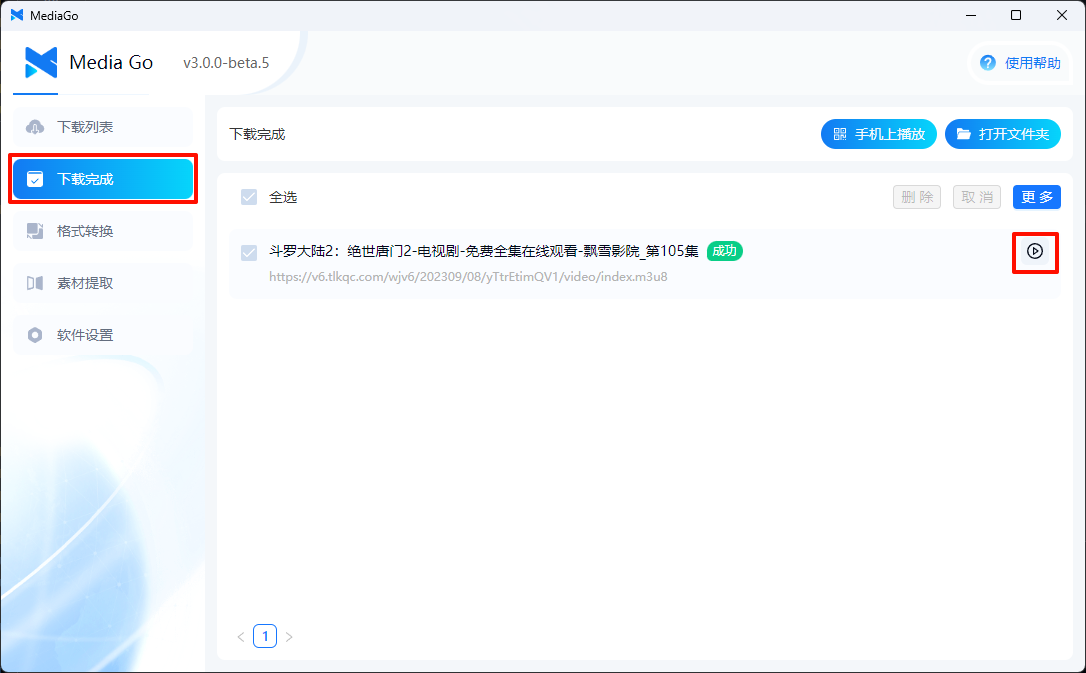 MediaGo
Media Go
v3.0.0-beta.5
使用帮助
下载列表
下载完成
格式转换
素材提取
软件设置
下载完成
手机上播放
打开文件夹
全选
删 除
取 消
更 多
斗罗大陆2：绝世唐门2-电视剧-免费全集在线观看-飘雪影院_第105集
成功
https://v6.tlkqc.com/wjv6/202309/08/yTtrEtimQV1/video/index.m3u8
1